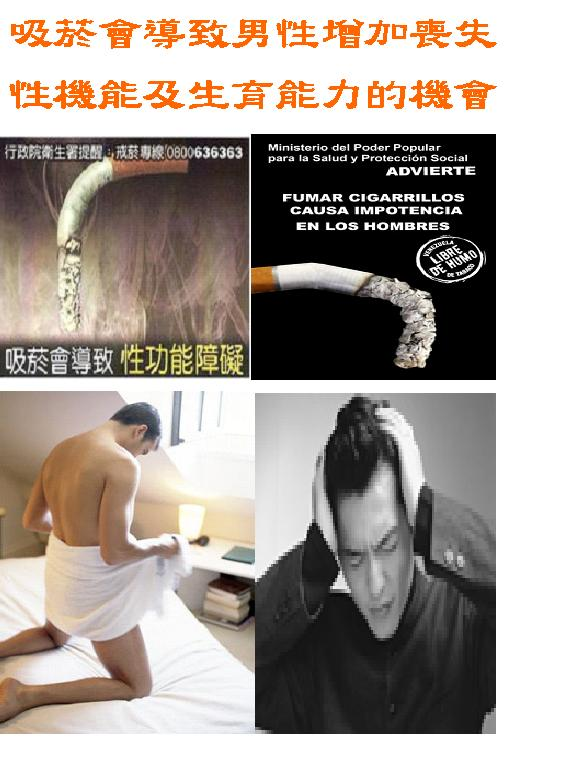 吸菸會導致男性增加喪失
性機能及生育能力的機會
行政院衛生署提醒：戒菸專線0800636363
吸菸會導致 性功能障礙
Ministerio del Poder Popular
para la Salud y Protección Social
ADVIERTE
FUMAR CIGARRILLOS
CAUSA IMPOTENCIA
EN LOS HOMBRES
VENEZUELA
LIBRE
DE HUMO
DE TABACO